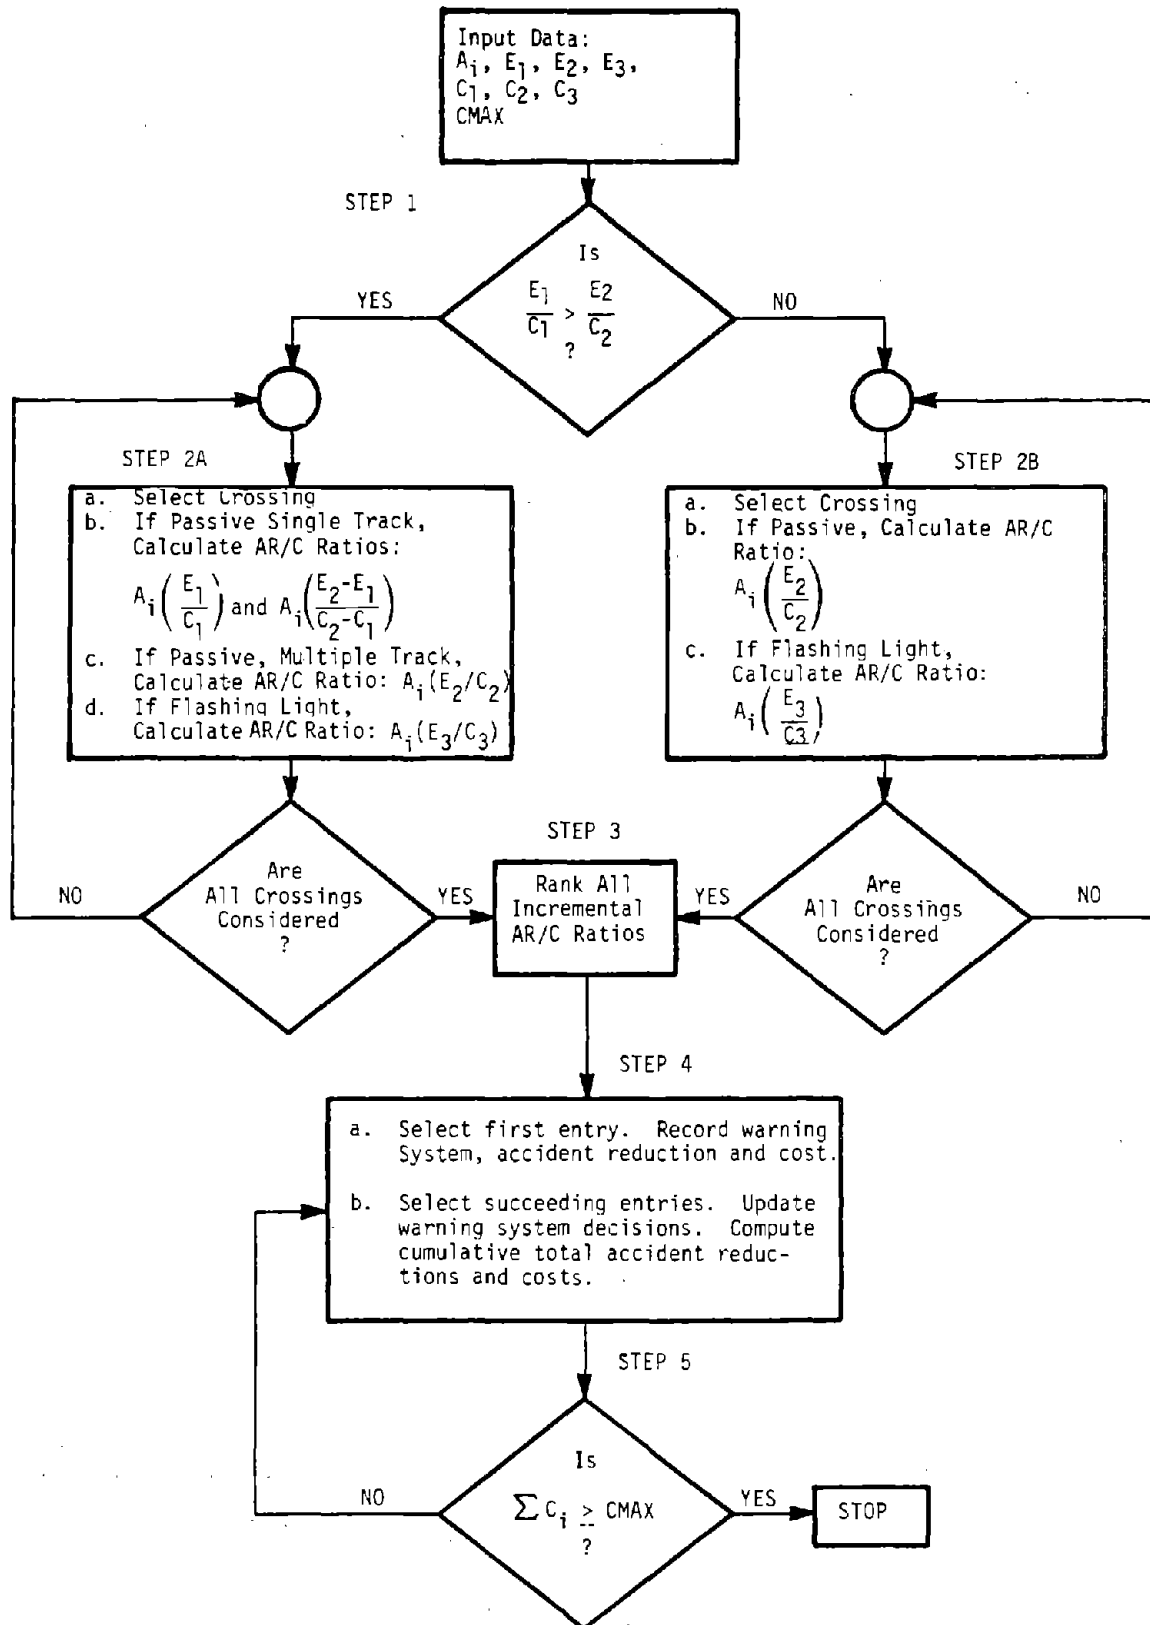 Input Data:
Ai, E1, E2, E3,
C1, C2, C3
CMAX
STEP 1
Is
E1/C1 > E2/C2
?
YES
NO
STEP 2A
a. Select Crossing
b. If Passive Single Track,
Calculate AR/C Ratios:
Ai(E1/C1) and Ai(E2-E1/C2-C1)
c. If Passive, Multiple Track,
Calculate AR/C Ratio: Ai(E2/C2)
d. If Flashing Light,
Calculate AR/C Ratio: Ai(E3/C3)
STEP 2B
a. Select Crossing
b. If Passive, Calculate AR/C
Ratio:
Ai(E2/C2)
c. If Flashing Light,
Calculate AR/C Ratio:
Ai(E3/C3)
Are
All Crossings
Considered
?
NO
YES
STEP 3
Rank All
Incremental
AR/C Ratios
YES
Are
All Crossings
Considered
?
NO
STEP 4
a. Select first entry. Record warning
System, accident reduction and cost.
b. Select succeeding entries. Update
warning system decisions. Compute
cumulative total accident reduc-
tions and costs.
STEP 5
Is
∑ Ci ≥ CMAX
?
NO
YES
STOP